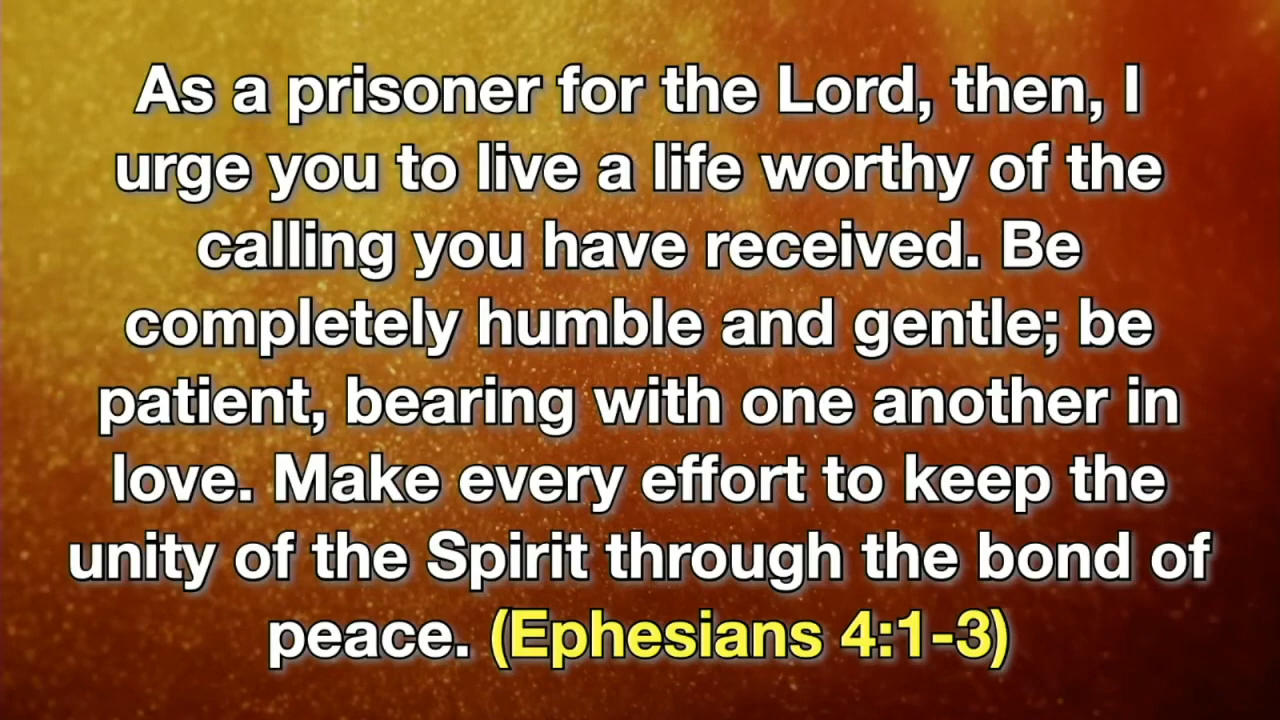 As a prisoner for the Lord, then, I
urge you to live a life worthy of the
calling you have received. Be
completely humble and gentle; be
patient, bearing with one another in
love. Make every effort to keep the
unity of the Spirit through the bond of
peace. (Ephesians 4:1-3)